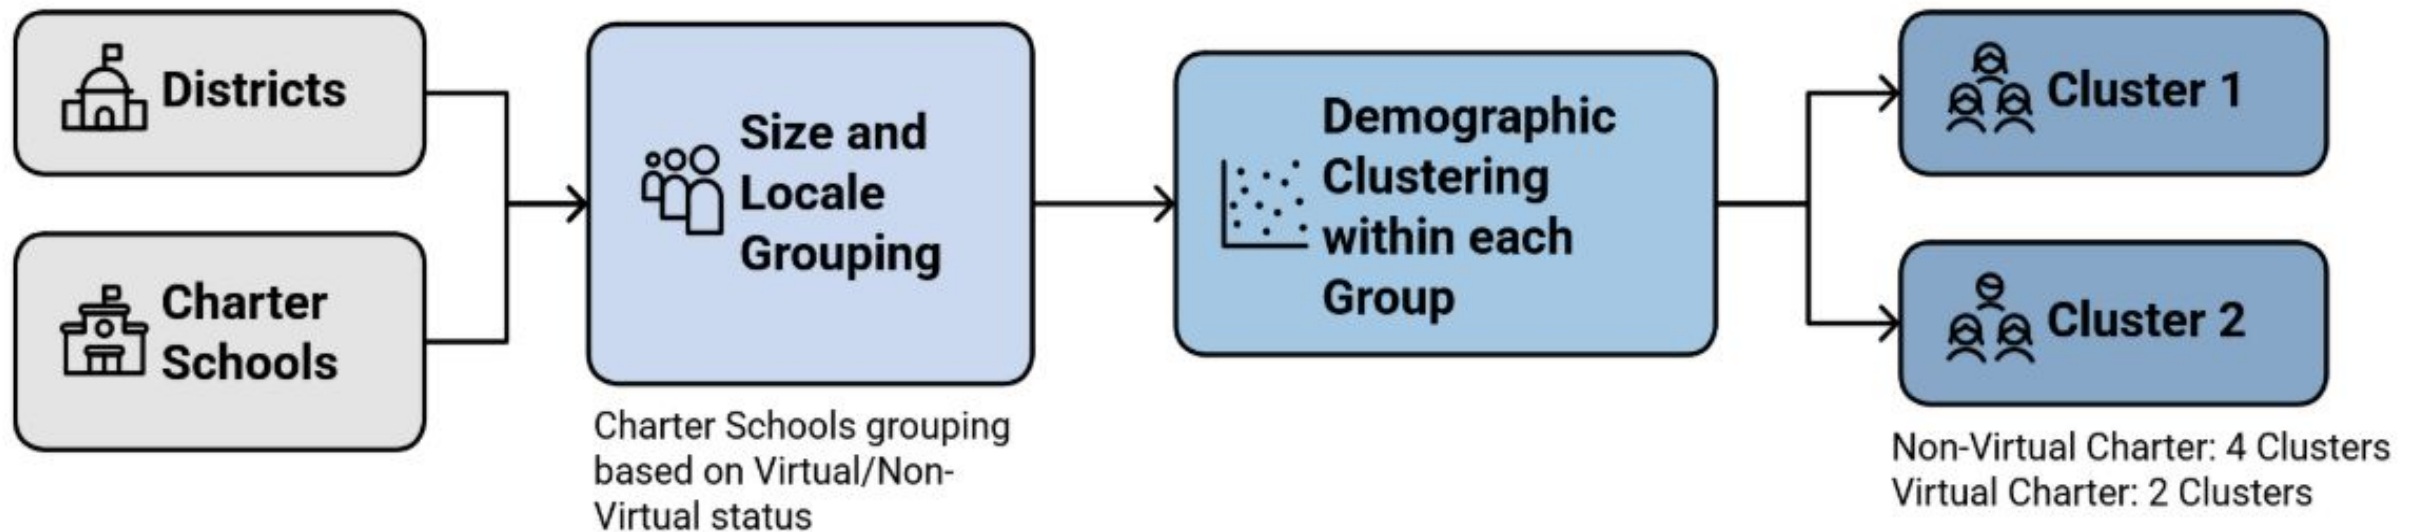 Districts
Charter
Schools
Size and
Locale
Grouping
Charter Schools grouping
based on Virtual/Non-
Virtual status
Demographic
Clustering
within each
Group
Cluster 1
Cluster 2
Non-Virtual Charter: 4 Clusters
Virtual Charter: 2 Clusters